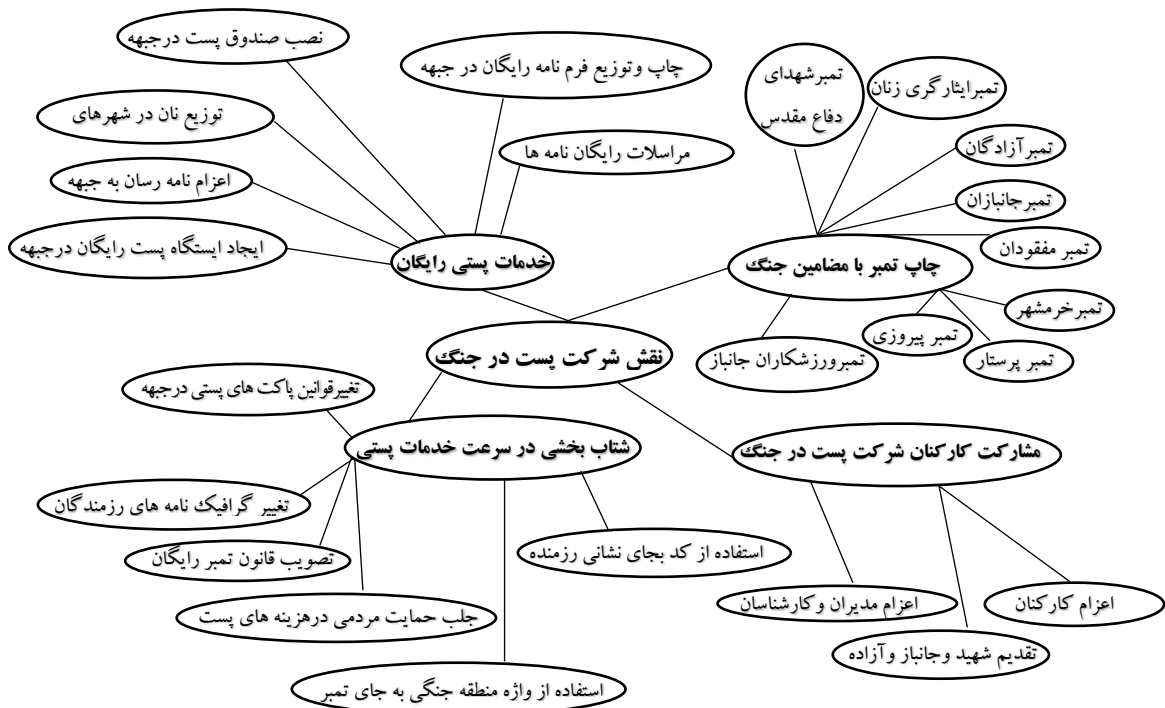 نصب صندوق پست درجبهه
چاپ وتوزیع فرم نامه رایگان در جبهه
تمبرشهدای
دفاع مقدس
تمبرایثارگری زنان
توزیع نان در شهرهای
مراسلات رایگان نامه ها
تمبرآزادگان
اعزام نامه رسان به جبهه
تمبرجانبازان
ایجاد ایستگاه پست رایگان درجبهه
خدمات پستی رایگان
چاپ تمبر با مضامین جنگ
تمبر مفقودان
تمبرخرمشهر
تمبر پیروزی
تمبر پرستار
تمبرورزشکاران جانباز
نقش شرکت پست در جنگ
تغییرقوانین پاکت های پستی درجبهه
شتاب بخشی در سرعت خدمات پستی
مشارکت کارکنان شرکت پست در جنگ
تغییر گرافیک نامه های رزمندگان
استفاده از کد بجای نشانی رزمنده
تصویب قانون تمبر رایگان
جلب حمایت مردمی درهزینه های پست
اعزام مدیران وکارشناسان
اعزام کارکنان
تقدیم شهید وجانباز وآزاده
استفاده از واژه منطقه جنگی به جای تمبر